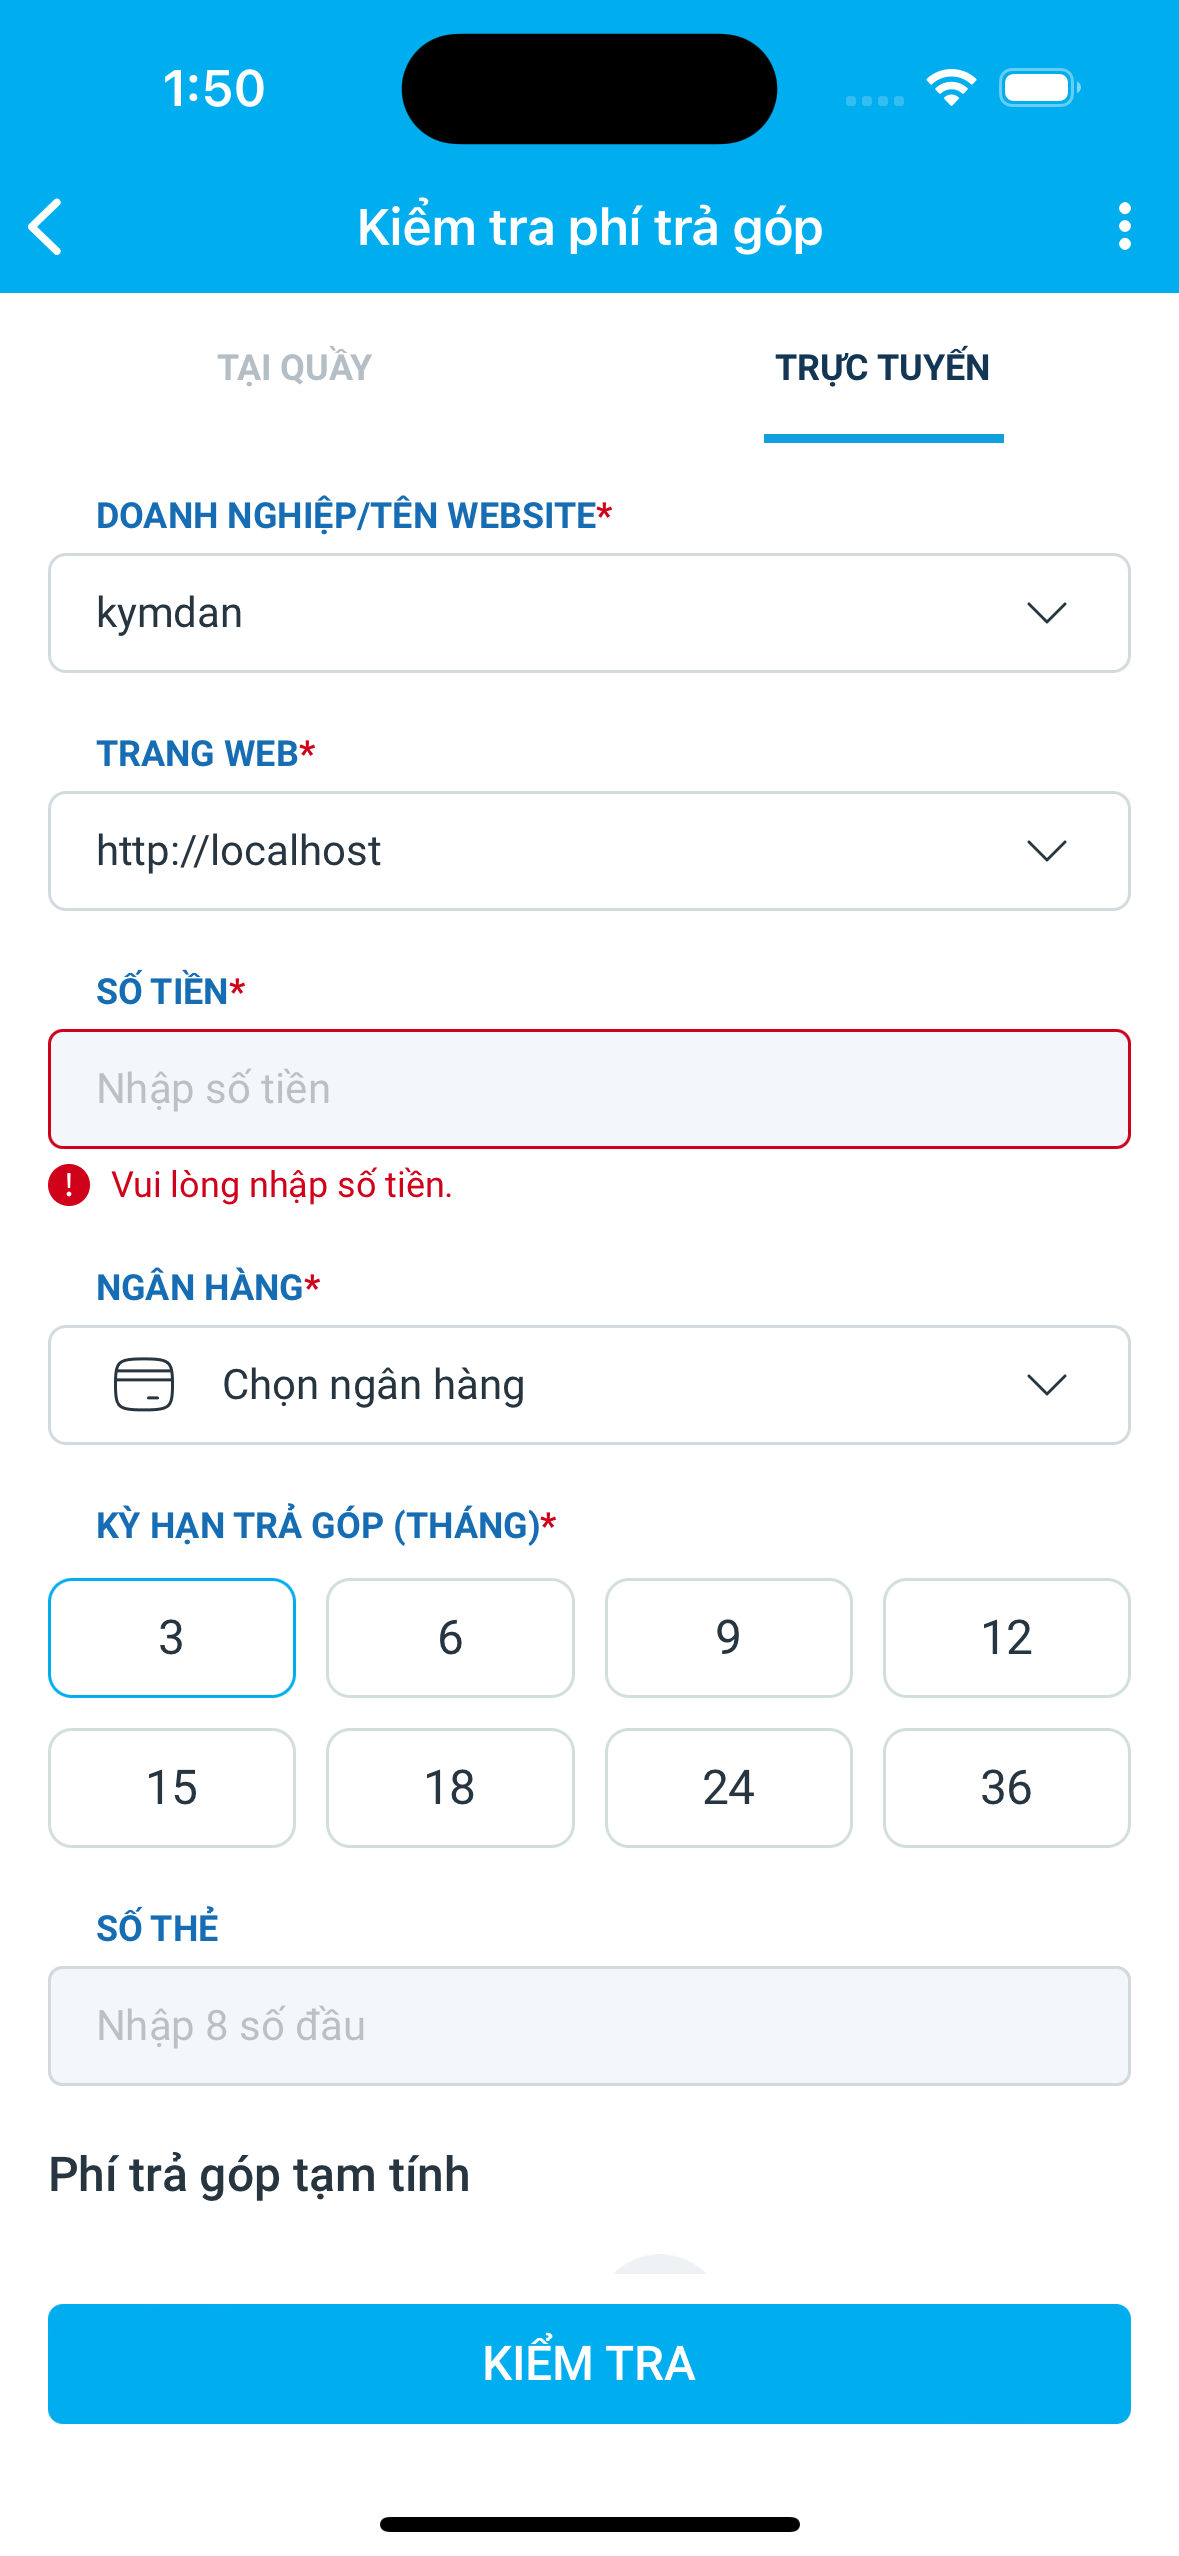 1:50
Kiểm tra phí trả góp
TẠI QUẦY
TRỰC TUYẾN
DOANH NGHIỆP/TÊN WEBSITE*
kymdan
TRANG WEB*
http://localhost
SỐ TIỀN*
Nhập số tiền
Vui lòng nhập số tiền.
NGÂN HÀNG*
Chọn ngân hàng
KỲ HẠN TRẢ GÓP (THÁNG)*
3 6 9 12
15 18 24 36
SỐ THẺ
Nhập 8 số đầu
Phí trả góp tạm tính
KIỂM TRA